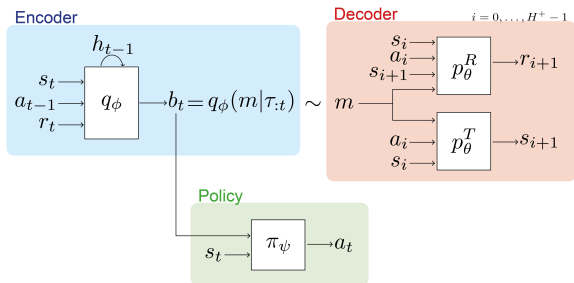 Encoder
h_{t-1}
s_t
a_{t-1}
r_t
q_ϕ
b_t = q_ϕ(m|τ_{:t}) ∼ m
Decoder
i = 0, . . . , H^+ − 1
s_i
a_i
s_{i+1}
p_θ^R
r_{i+1}
a_i
s_i
p_θ^T
s_{i+1}
Policy
s_t
π_ψ
a_t